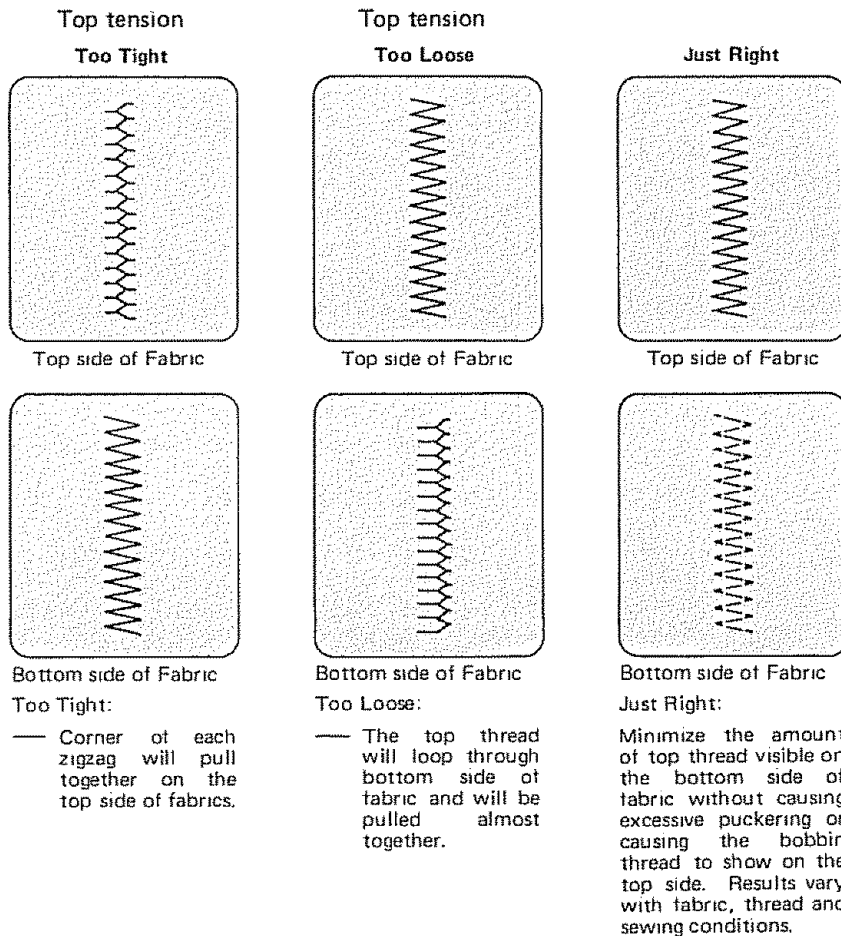 Top tension
Too Tight
Top tension
Too Loose
Just Right
Top side of Fabric
Top side of Fabric
Top side of Fabric
Bottom side of Fabric
Bottom side of Fabric
Bottom side of Fabric
Too Tight:
— Corner of each
zigzag will pull
together on the
top side of fabrics.
Too Loose:
— The top thread
will loop through
bottom side of
fabric and will be
pulled almost
together.
Just Right:
Minimize the amount
of top thread visible on
the bottom side of
fabric without causing
excessive puckering or
causing the bobbin
thread to show on the
top side. Results vary
with fabric, thread and
sewing conditions.